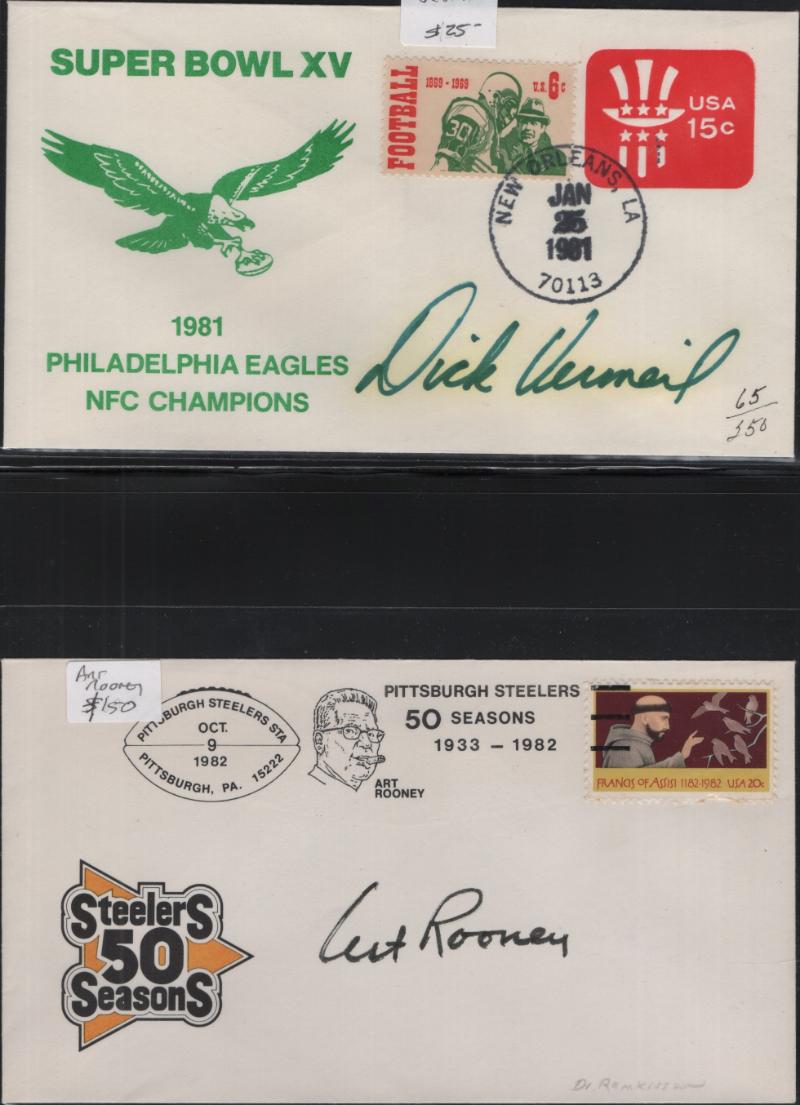 $25-
SUPER BOWL XV
FOOTBALL
1869 - 1969
U.S. 6c
30
USA
15c
NEW ORLEANS, LA
JAN
25
1981
70113
1981
PHILADELPHIA EAGLES
NFC CHAMPIONS
Dick Vermeil
65/250
Art
Rooney
$150
PITTSBURGH STEELERS STA
OCT.
9
1982
PITTSBURGH, PA. 15222
ART
ROONEY
PITTSBURGH STEELERS
50 SEASONS
1933 - 1982
FRANCIS OF ASSISI 1182·1982 USA 20c
Steelers
50
Seasons
Art Rooney